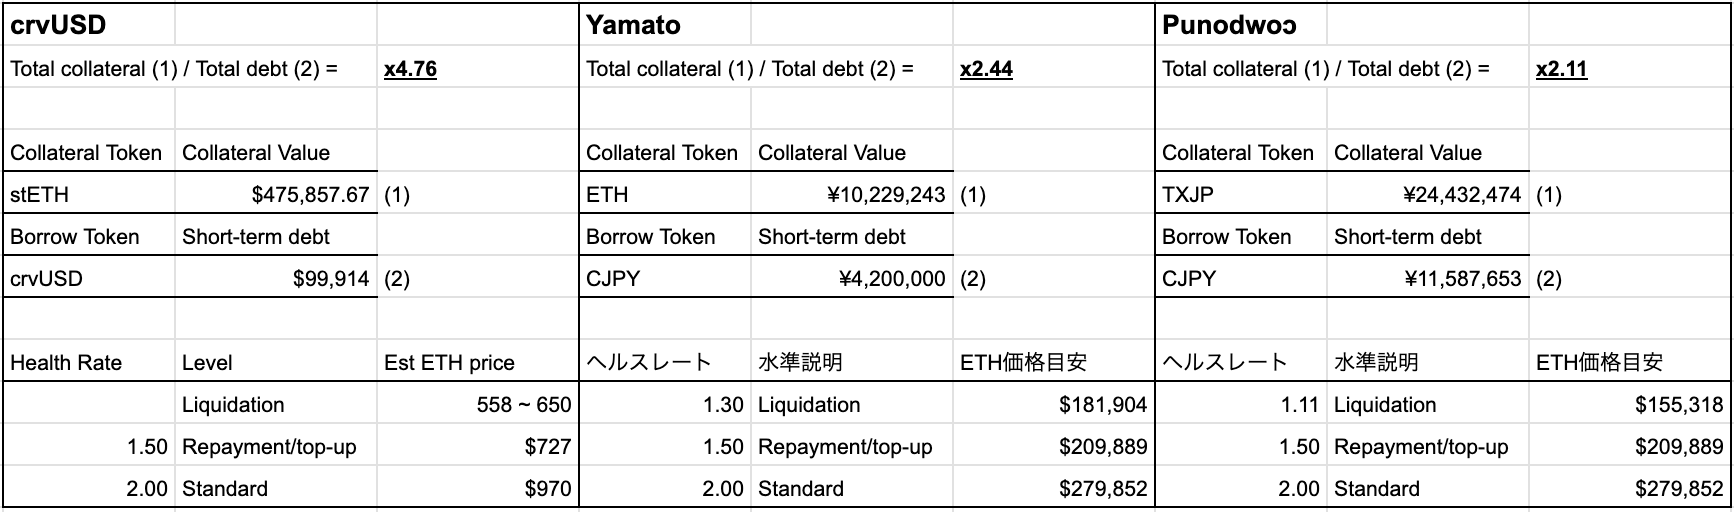 crvUSD
Total collateral (1) / Total debt (2) = x4.76
Collateral Token Collateral Value
stETH $475,857.67 (1)
Borrow Token Short-term debt
crvUSD $99,914 (2)
Health Rate Level Est ETH price
Liquidation 558 ~ 650
1.50 Repayment/top-up $727
2.00 Standard $970
Yamato
Total collateral (1) / Total debt (2) = x2.44
Collateral Token Collateral Value
ETH ¥10,229,243 (1)
Borrow Token Short-term debt
CJPY ¥4,200,000 (2)
ヘルスレート 水準説明 ETH価格目安
1.30 Liquidation $181,904
1.50 Repayment/top-up $209,889
2.00 Standard $279,852
Punodwoɔ
Total collateral (1) / Total debt (2) = x2.11
Collateral Token Collateral Value
TXJP ¥24,432,474 (1)
Borrow Token Short-term debt
CJPY ¥11,587,653 (2)
ヘルスレート 水準説明 ETH価格目安
1.11 Liquidation $155,318
1.50 Repayment/top-up $209,889
2.00 Standard $279,852